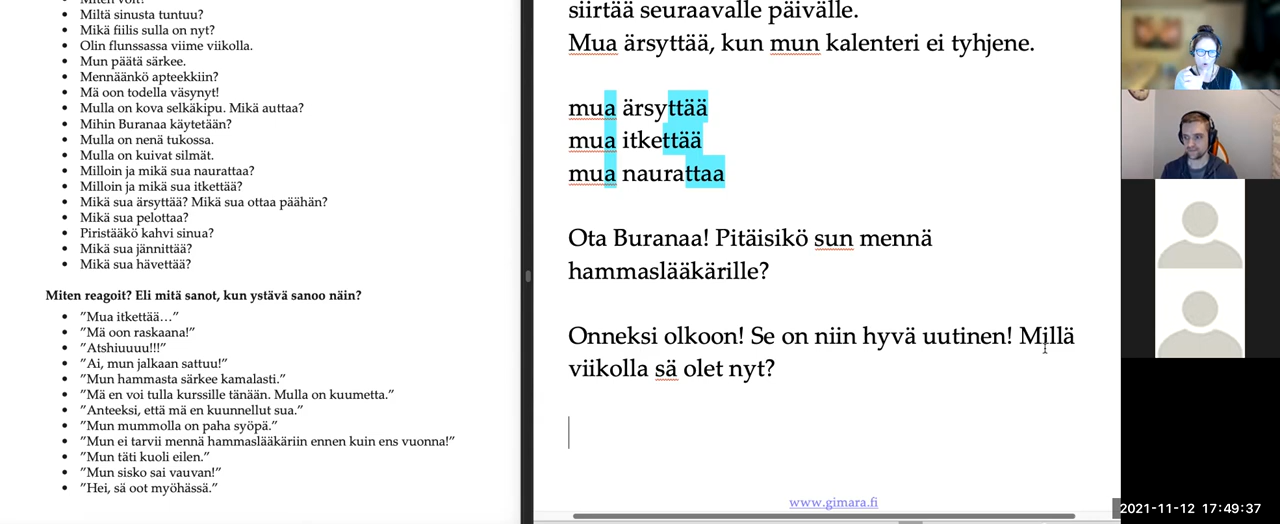 Miten voit?
Miltä sinusta tuntuu?
Mikä fiilis sulla on nyt?
Olin flunssassa viime viikolla.
Mun päätä särkee.
Mennäänkö apteekkiin?
Mä oon todella väsynyt!
Mulla on kova selkäkipu. Mikä auttaa?
Mihin Buranaa käytetään?
Mulla on nenä tukossa.
Mulla on kuivat silmät.
Milloin ja mikä sua naurattaa?
Milloin ja mikä sua itkettää?
Mikä sua ärsyttää? Mikä sua ottaa päähän?
Mikä sua pelottaa?
Piristääkö kahvi sinua?
Mikä sua jännittää?
Mikä sua hävettää?
Miten reagoit? Eli mitä sanot, kun ystävä sanoo näin?
”Mua itkettää…”
”Mä oon raskaana!”
”Atshiuuuu!!!”
”Ai, mun jalkaan sattuu!”
”Mun hammasta särkee kamalasti.”
”Mä en voi tulla kurssille tänään. Mulla on kuumetta.”
”Anteeksi, että mä en kuunnellut sua.”
”Mun mummolla on paha syöpä.”
”Mun ei tarvii mennä hammaslääkäriin ennen kuin ens vuonna!”
”Mun täti kuoli eilen.”
”Mun sisko sai vauvan!”
”Hei, sä oot myöhässä.”
siirtää seuraavalle päivälle.
Mua ärsyttää, kun mun kalenteri ei tyhjene.
mua ärsyttää
mua itkettää
mua naurattaa
Ota Buranaa! Pitäisikö sun mennä
hammaslääkärille?
Onneksi olkoon! Se on niin hyvä uutinen! Millä
viikolla sä olet nyt?
www.gimara.fi
2021-11-12 17:49:37